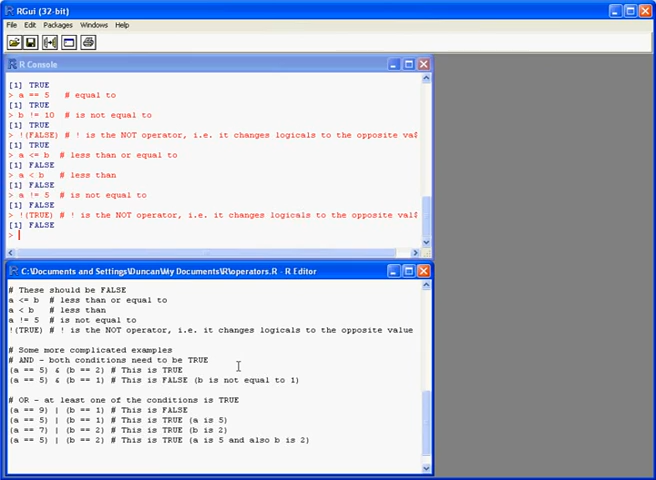 RGui (32-bit)
File Edit Packages Windows Help
R Console
[1] TRUE
> a == 5 # equal to
[1] TRUE
> b != 10 # is not equal to
[1] TRUE
> !(FALSE) # ! is the NOT operator, i.e. it changes logicals to the opposite val$
[1] TRUE
> a <= b # less than or equal to
[1] FALSE
> a < b # less than
[1] FALSE
> a != 5 # is not equal to
[1] FALSE
> !(TRUE) # ! is the NOT operator, i.e. it changes logicals to the opposite val$
[1] FALSE
>
C:\Documents and Settings\Duncan\My Documents\R\operators.R - R Editor
# These should be FALSE
a <= b # less than or equal to
a < b # less than
a != 5 # is not equal to
!(TRUE) # ! is the NOT operator, i.e. it changes logicals to the opposite value
# Some more complicated examples
# AND - both conditions need to be TRUE
(a == 5) & (b == 2) # This is TRUE
(a == 5) & (b == 1) # This is FALSE (b is not equal to 1)
# OR - at least one of the conditions is TRUE
(a == 9) | (b == 1) # This is FALSE
(a == 5) | (b == 1) # This is TRUE (a is 5)
(a == 7) | (b == 2) # This is TRUE (b is 2)
(a == 5) | (b == 2) # This is TRUE (a is 5 and also b is 2)